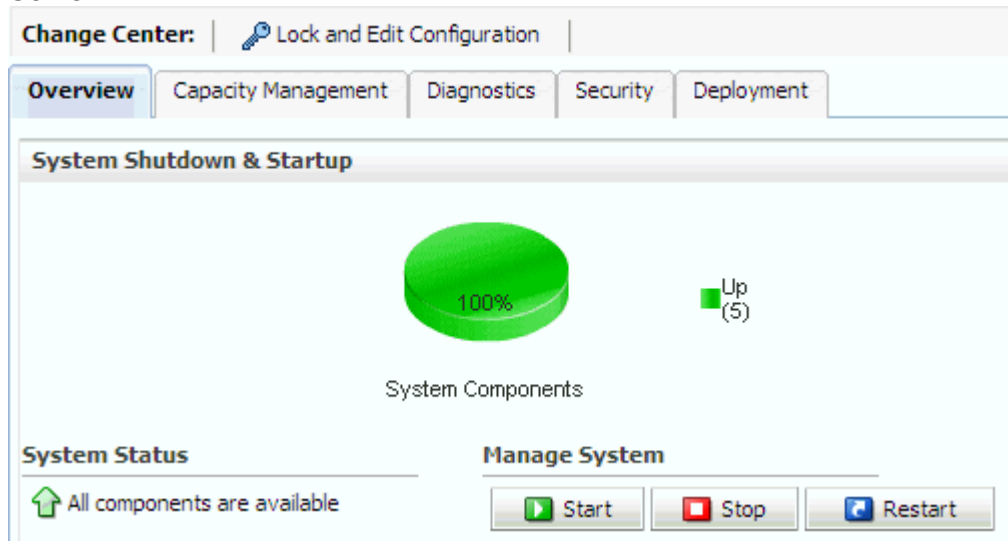 Change Center: Lock and Edit Configuration
Overview Capacity Management Diagnostics Security Deployment
System Shutdown & Startup
100%
Up
(5)
System Components
System Status Manage System
All components are available Start Stop Restart